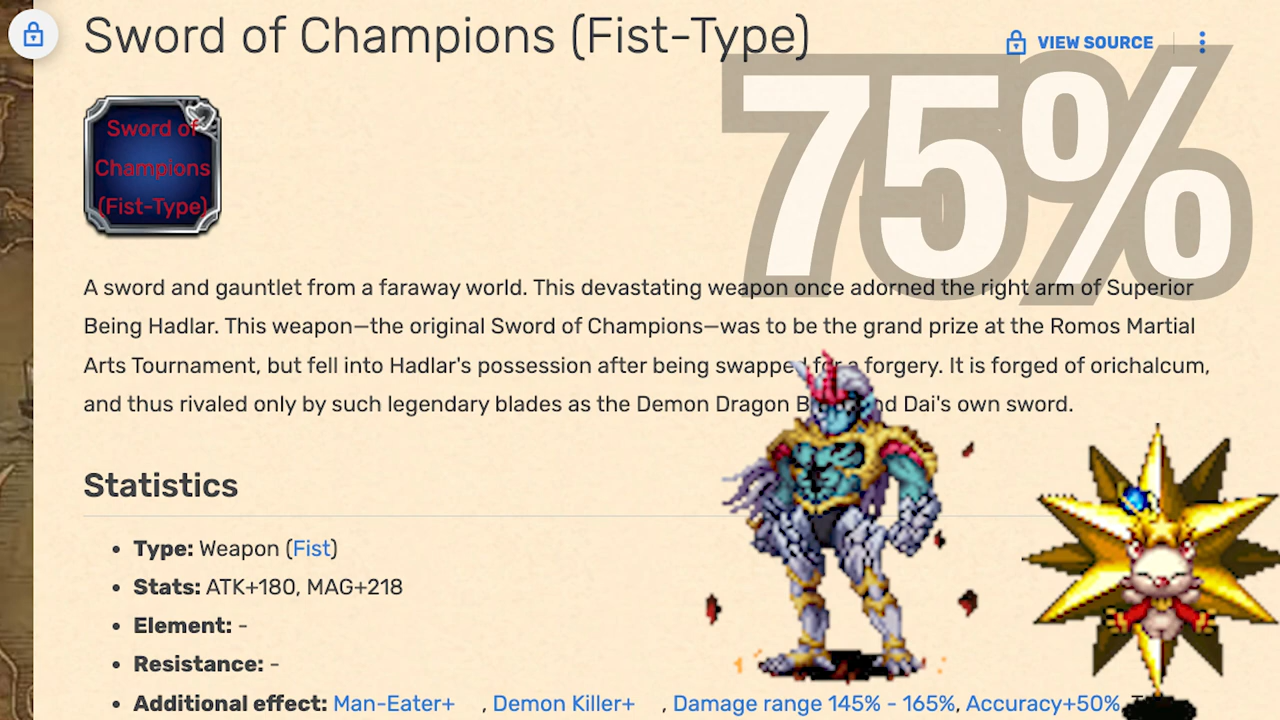 Sword of Champions (Fist-Type)
VIEW SOURCE
75%
Sword of
Champions
(Fist-Type)
A sword and gauntlet from a faraway world. This devastating weapon once adorned the right arm of Superior
Being Hadlar. This weapon—the original Sword of Champions—was to be the grand prize at the Romos Martial
Arts Tournament, but fell into Hadlar's possession after being swapped for a forgery. It is forged of orichalcum,
and thus rivaled only by such legendary blades as the Demon Dragon and Dai's own sword.
Statistics
• Type: Weapon (Fist)
• Stats: ATK+180, MAG+218
• Element: -
• Resistance: -
• Additional effect: Man-Eater+ , Demon Killer+ , Damage range 145% - 165%, Accuracy+50%,